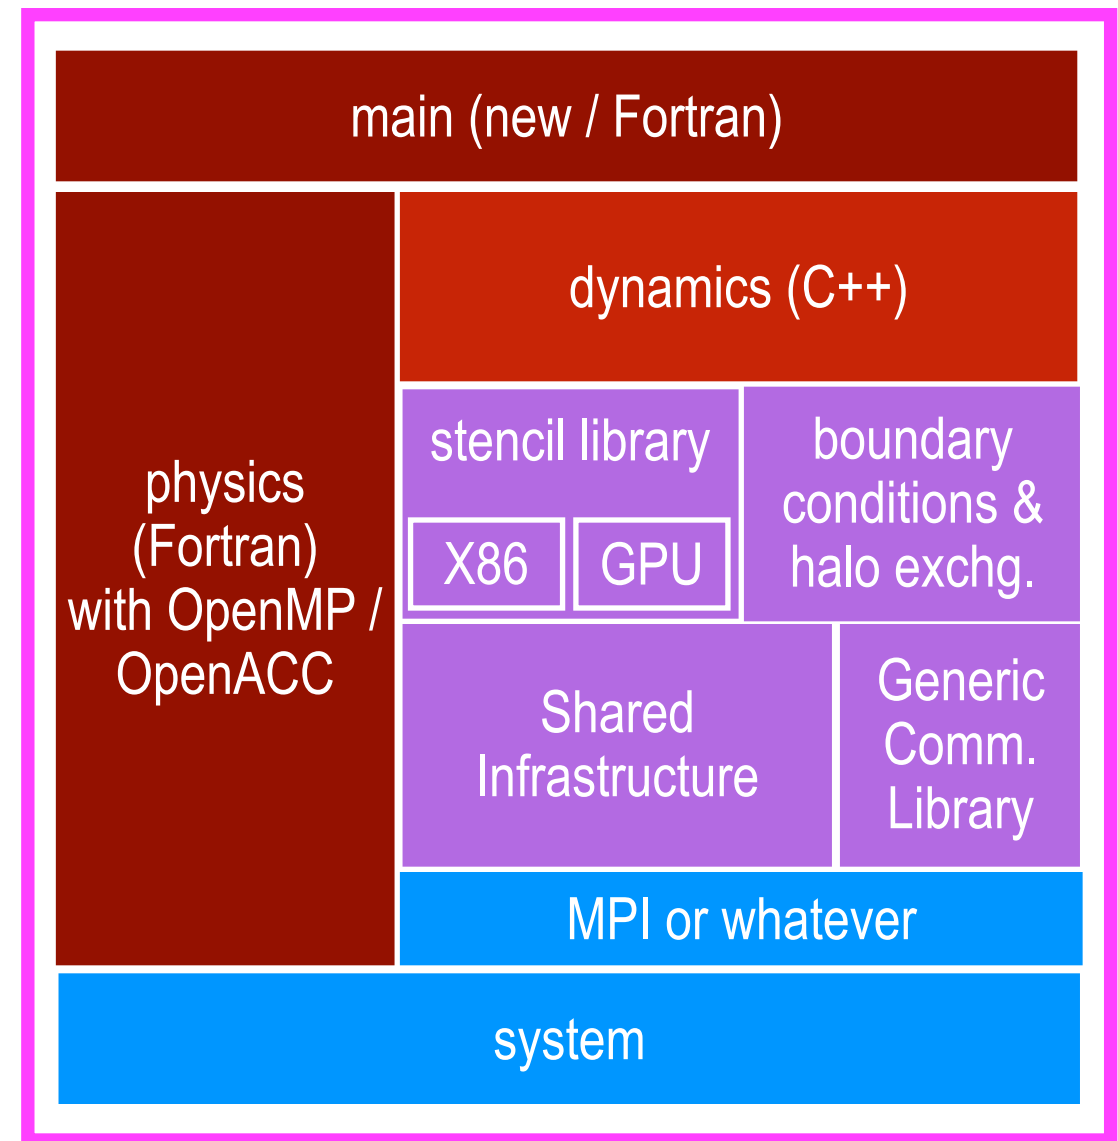 main (new / Fortran)
physics
(Fortran)
with OpenMP /
OpenACC
dynamics (C++)
stencil library
X86
GPU
boundary
conditions &
halo exchg.
Shared
Infrastructure
Generic
Comm.
Library
MPI or whatever
system